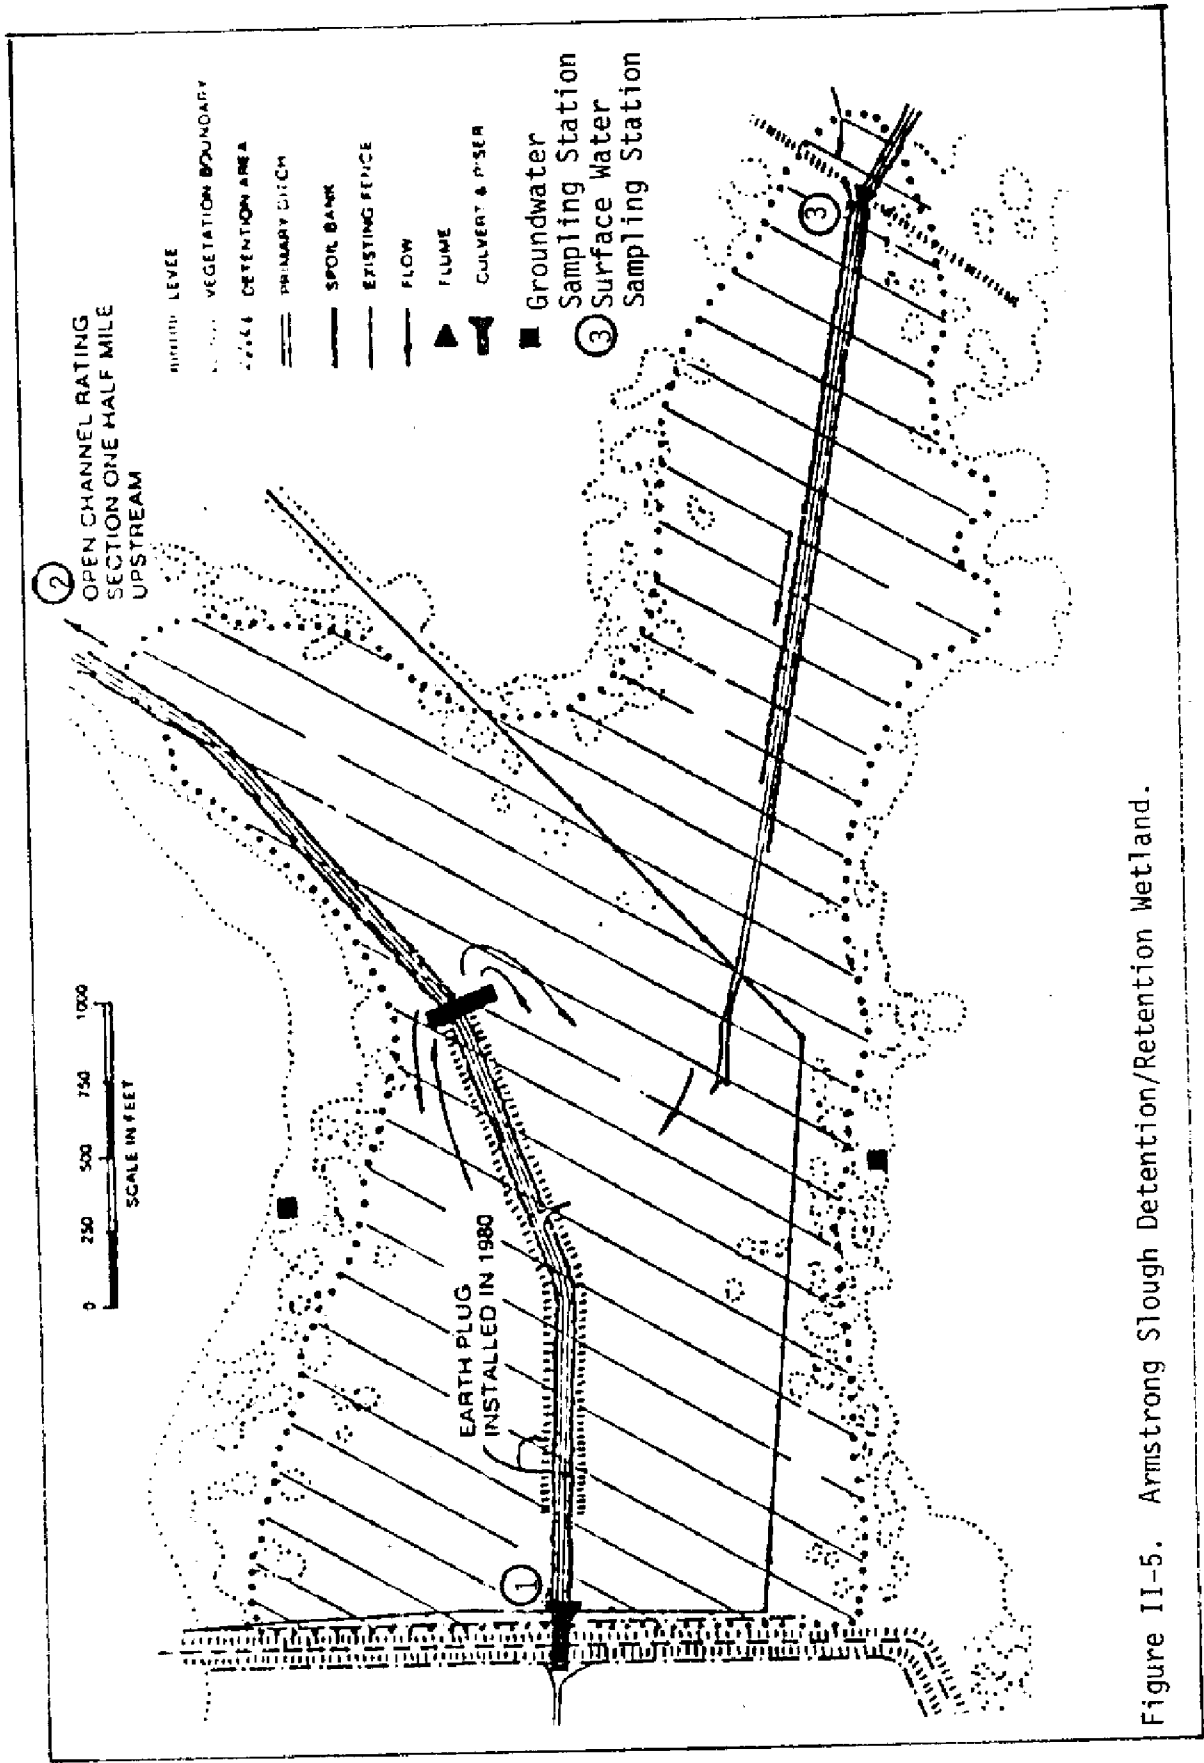 ②
OPEN CHANNEL RATING
SECTION ONE HALF MILE
UPSTREAM
LEVEE
VEGETATION BOUNDARY
DETENTION AREA
PRIMARY DITCH
SPOIL BANK
EXISTING FENCE
FLOW
FLUME
CULVERT & RISER
Groundwater
Sampling Station
③ Surface Water
Sampling Station
0 250 500 750 1000
SCALE IN FEET
EARTH PLUG
INSTALLED IN 1980
①
③
Figure II-5. Armstrong Slough Detention/Retention Wetland.